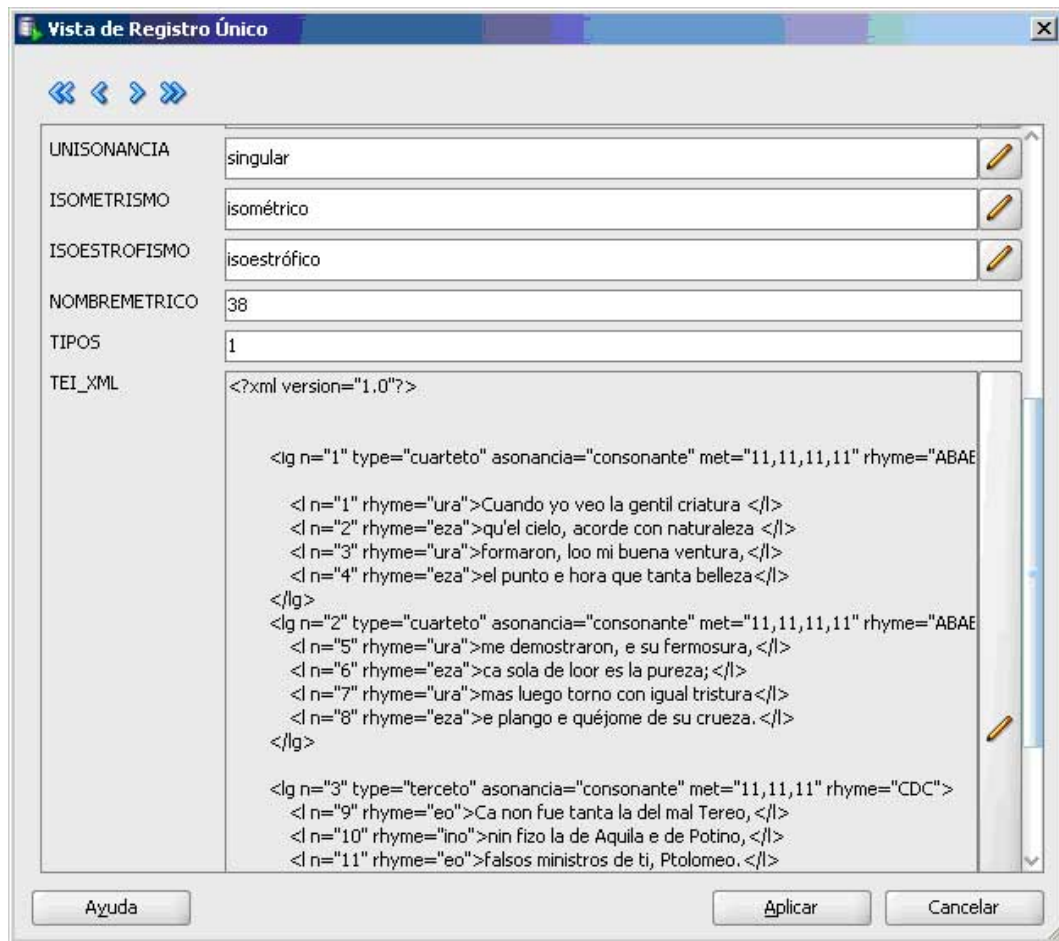 Vista de Registro Único
UNISONANCIA singular
ISOMETRISMO isométrico
ISOESTROFISMO isoestrófico
NOMBREMETRICO 38
TIPOS 1
TEI_XML <?xml version="1.0"?>
<lg n="1" type="cuarteto" asonancia="consonante" met="11,11,11,11" rhyme="ABAB
<l n="1" rhyme="ura">Cuando yo veo la gentil criatura </l>
<l n="2" rhyme="eza">qu'el cielo, acorde con naturaleza </l>
<l n="3" rhyme="ura">formaron, loo mi buena ventura,</l>
<l n="4" rhyme="eza">el punto e hora que tanta belleza</l>
</lg>
<lg n="2" type="cuarteto" asonancia="consonante" met="11,11,11,11" rhyme="ABAB
<l n="5" rhyme="ura">me demostraron, e su fermosura,</l>
<l n="6" rhyme="eza">ca sola de loor es la pureza;</l>
<l n="7" rhyme="ura">mas luego torno con igual tristura</l>
<l n="8" rhyme="eza">e plango e quéjome de su crueza.</l>
</lg>
<lg n="3" type="terceto" asonancia="consonante" met="11,11,11" rhyme="CDC">
<l n="9" rhyme="eo">Ca non fue tanta la del mal Tereo,</l>
<l n="10" rhyme="ino">nin fizo la de Aquila e de Potino,</l>
<l n="11" rhyme="eo">falsos ministros de ti, Ptolomeo.</l>
Ayuda Aplicar Cancelar